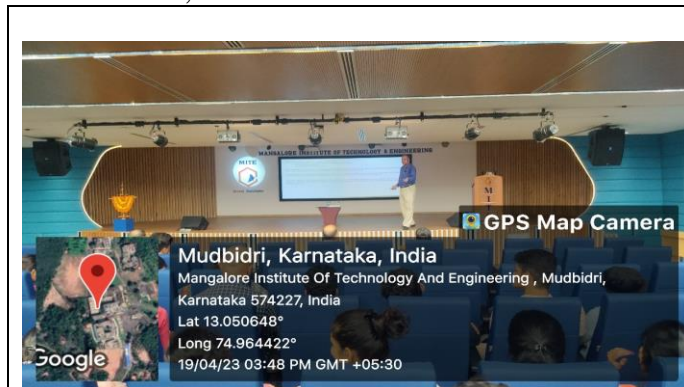 MANGALORE INSTITUTE OF TECHNOLOGY & ENGINEERING
MITE
GPS Map Camera
Mudbidri, Karnataka, India
Mangalore Institute Of Technology And Engineering , Mudbidri,
Karnataka 574227, India
Lat 13.050648°
Long 74.964422°
19/04/23 03:48 PM GMT +05:30
Google